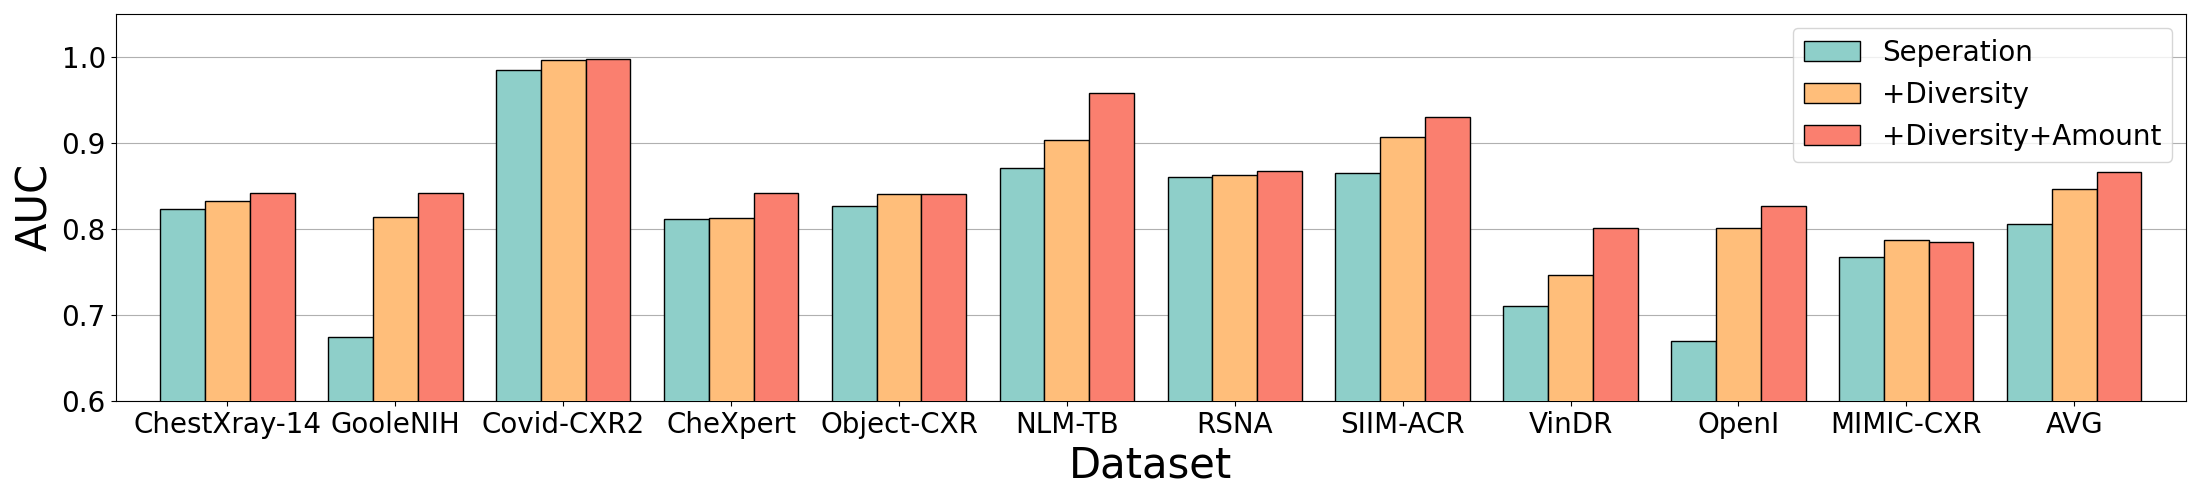 AUC
1.0
0.9
0.8
0.7
0.6
Seperation
+Diversity
+Diversity+Amount
ChestXray-14 GooleNIH Covid-CXR2 CheXpert Object-CXR NLM-TB RSNA SIIM-ACR VinDR OpenI MIMIC-CXR AVG
Dataset